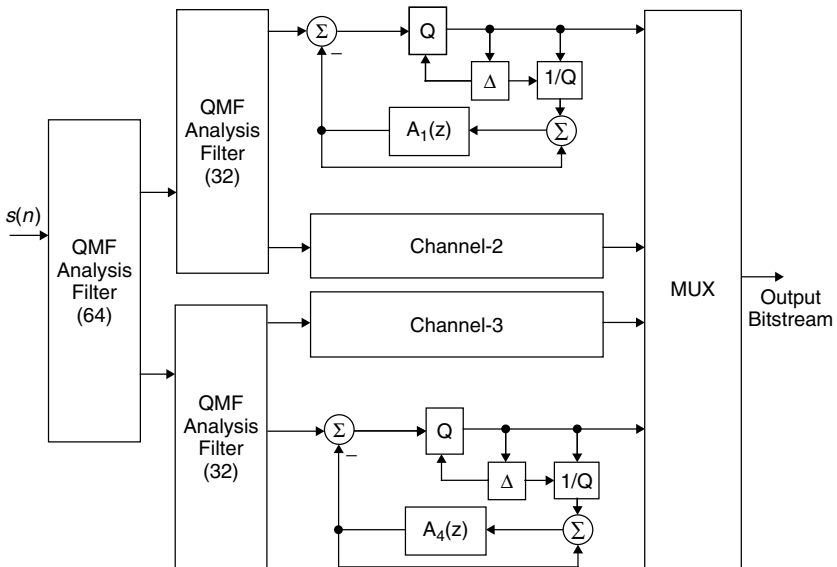 s(n)
QMF
Analysis
Filter
(64)
QMF
Analysis
Filter
(32)
Σ
−
Q
Δ
1/Q
A₁(z)
Σ
Channel-2
Channel-3
QMF
Analysis
Filter
(32)
Σ
−
Q
Δ
1/Q
A₄(z)
Σ
MUX
Output
Bitstream